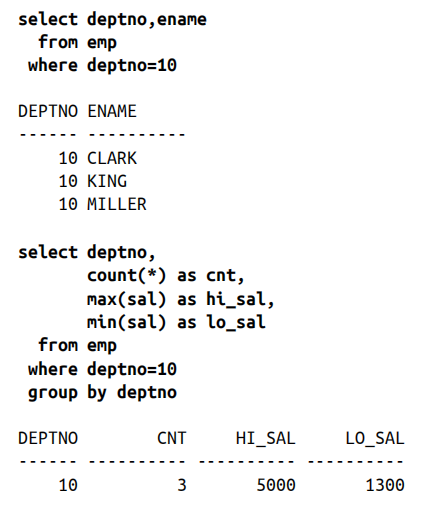 select deptno,ename
  from emp
 where deptno=10

DEPTNO ENAME
------ ----------
    10 CLARK
    10 KING
    10 MILLER

select deptno,
       count(*) as cnt,
       max(sal) as hi_sal,
       min(sal) as lo_sal
  from emp
 where deptno=10
 group by deptno

DEPTNO        CNT     HI_SAL     LO_SAL
------ ---------- ---------- ----------
    10          3       5000       1300